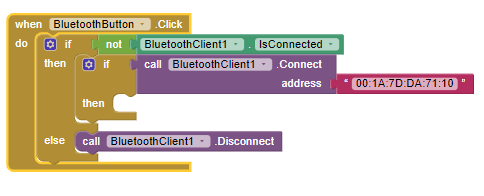 when BluetoothButton .Click
do if not BluetoothClient1 . IsConnected
then if call BluetoothClient1 .Connect
address " 00:1A:7D:DA:71:10 "
then
else call BluetoothClient1 .Disconnect